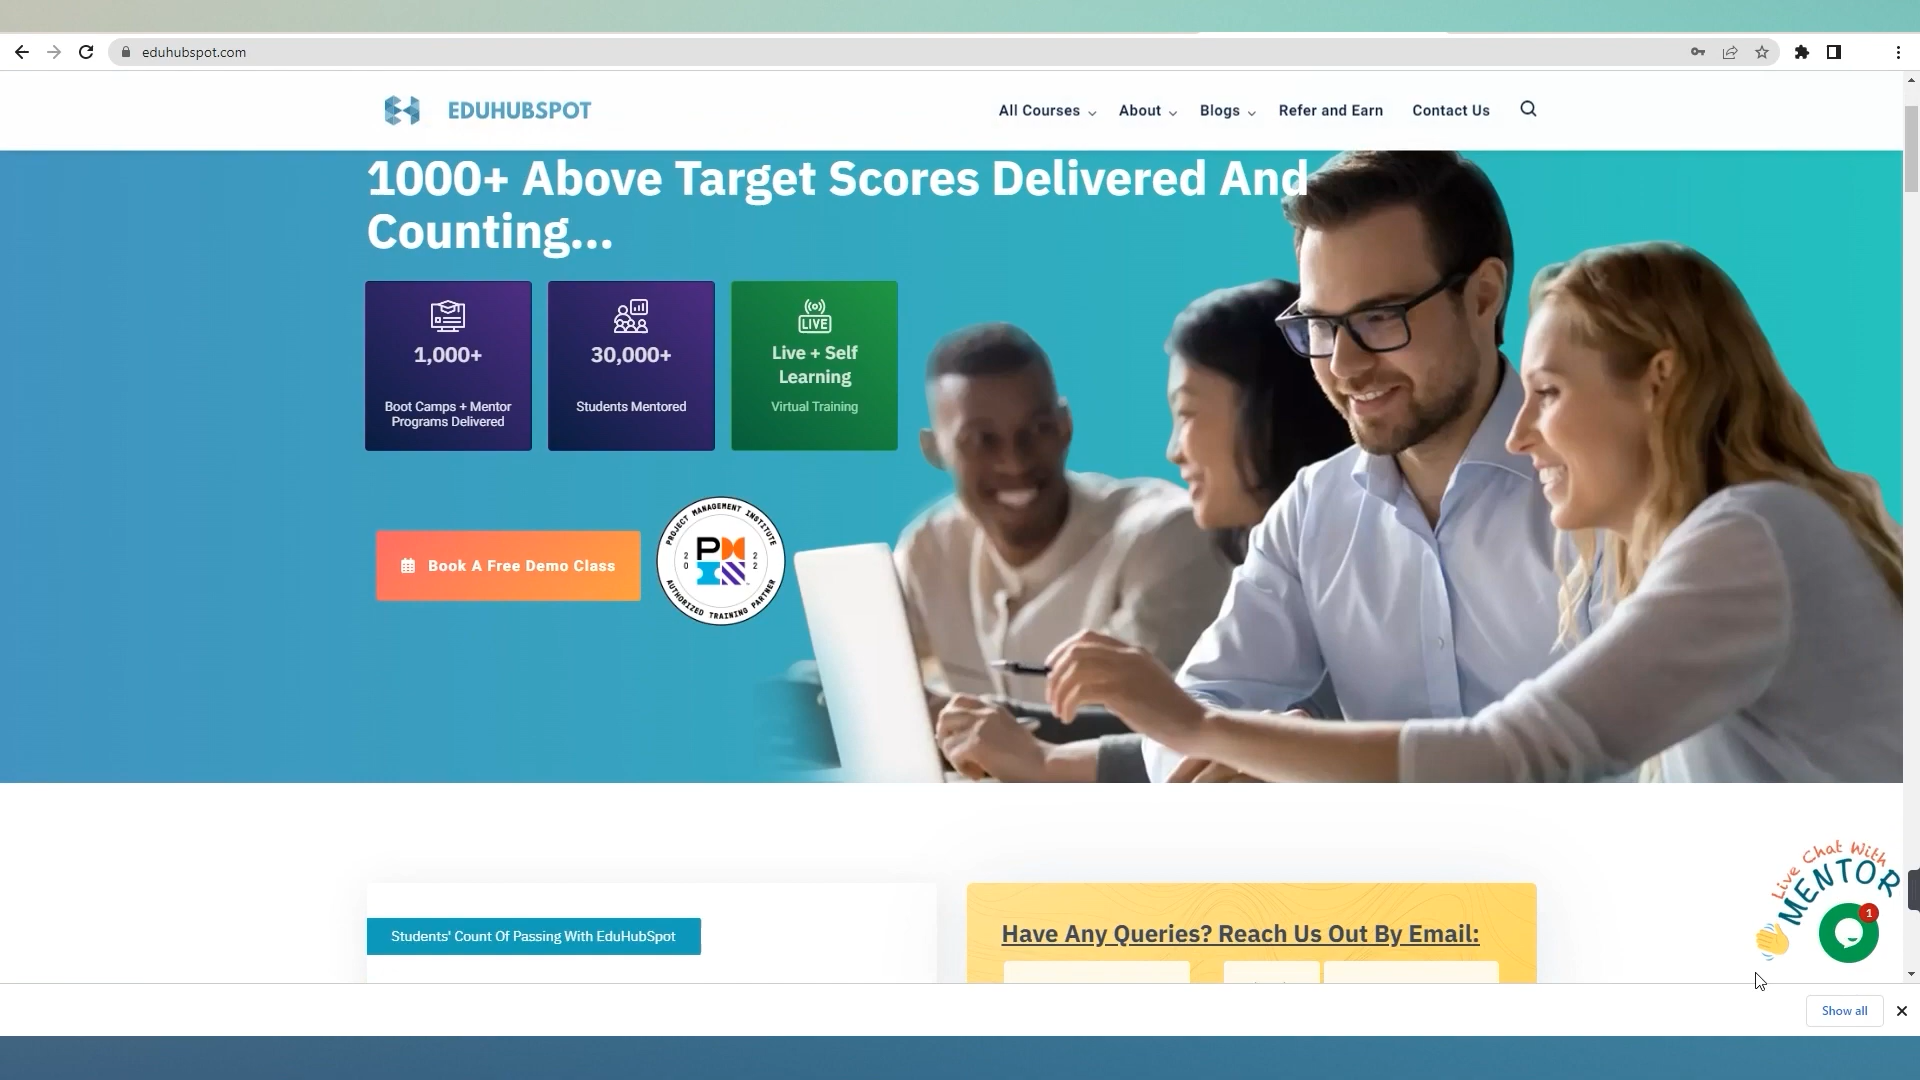 eduhubspot.com
EDUHUBSPOT
All Courses
About
Blogs
Refer and Earn
Contact Us
1000+ Above Target Scores Delivered And
Counting...
1,000+
Boot Camps + Mentor
Programs Delivered
30,000+
Students Mentored
LIVE
Live + Self
Learning
Virtual Training
Book A Free Demo Class
PROJECT MANAGEMENT INSTITUTE
2022
PMI
AUTHORIZED TRAINING PARTNER
Students' Count Of Passing With EduHubSpot
Have Any Queries? Reach Us Out By Email:
Live Chat With
MENTOR
1
Show all